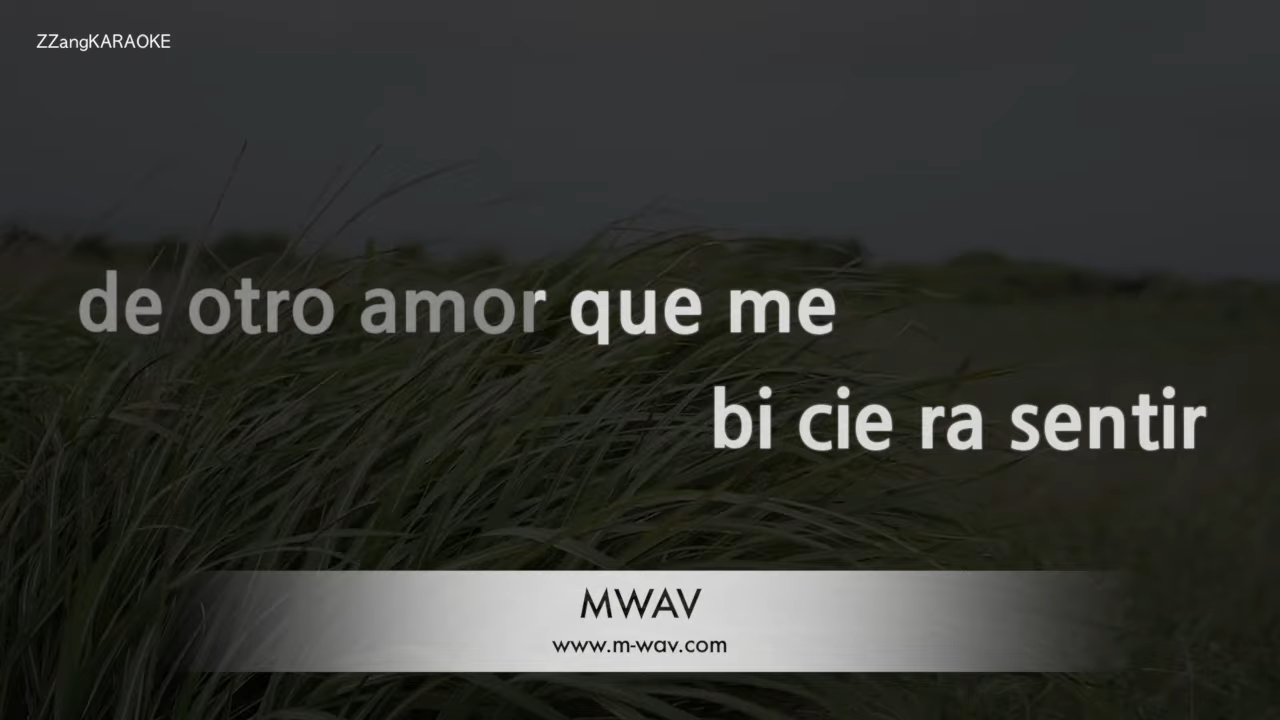 ZZangKARAOKE
de otro amor que me
bi cie ra sentir
MWAV
www.m-wav.com